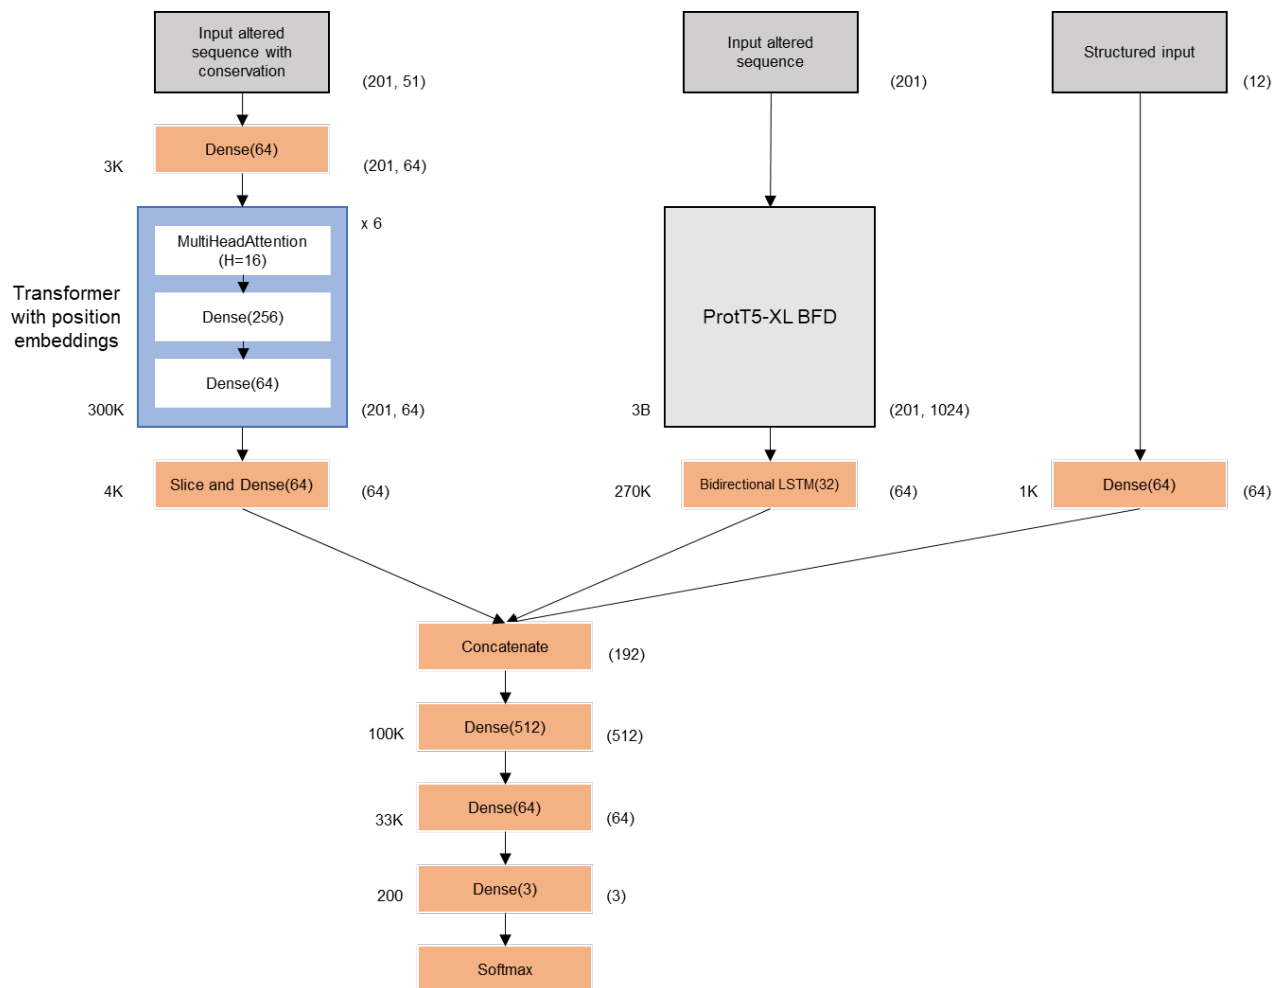 Input altered
sequence with
conservation
(201, 51)
Input altered
sequence
(201)
Structured input
(12)
Dense(64)
3K
(201, 64)
x 6
MultiHeadAttention
(H=16)
Dense(256)
Dense(64)
Transformer
with position
embeddings
300K
(201, 64)
ProtT5-XL BFD
3B
(201, 1024)
4K
Slice and Dense(64)
(64)
270K
Bidirectional LSTM(32)
(64)
1K
Dense(64)
(64)
Concatenate
(192)
100K
Dense(512)
(512)
33K
Dense(64)
(64)
200
Dense(3)
(3)
Softmax